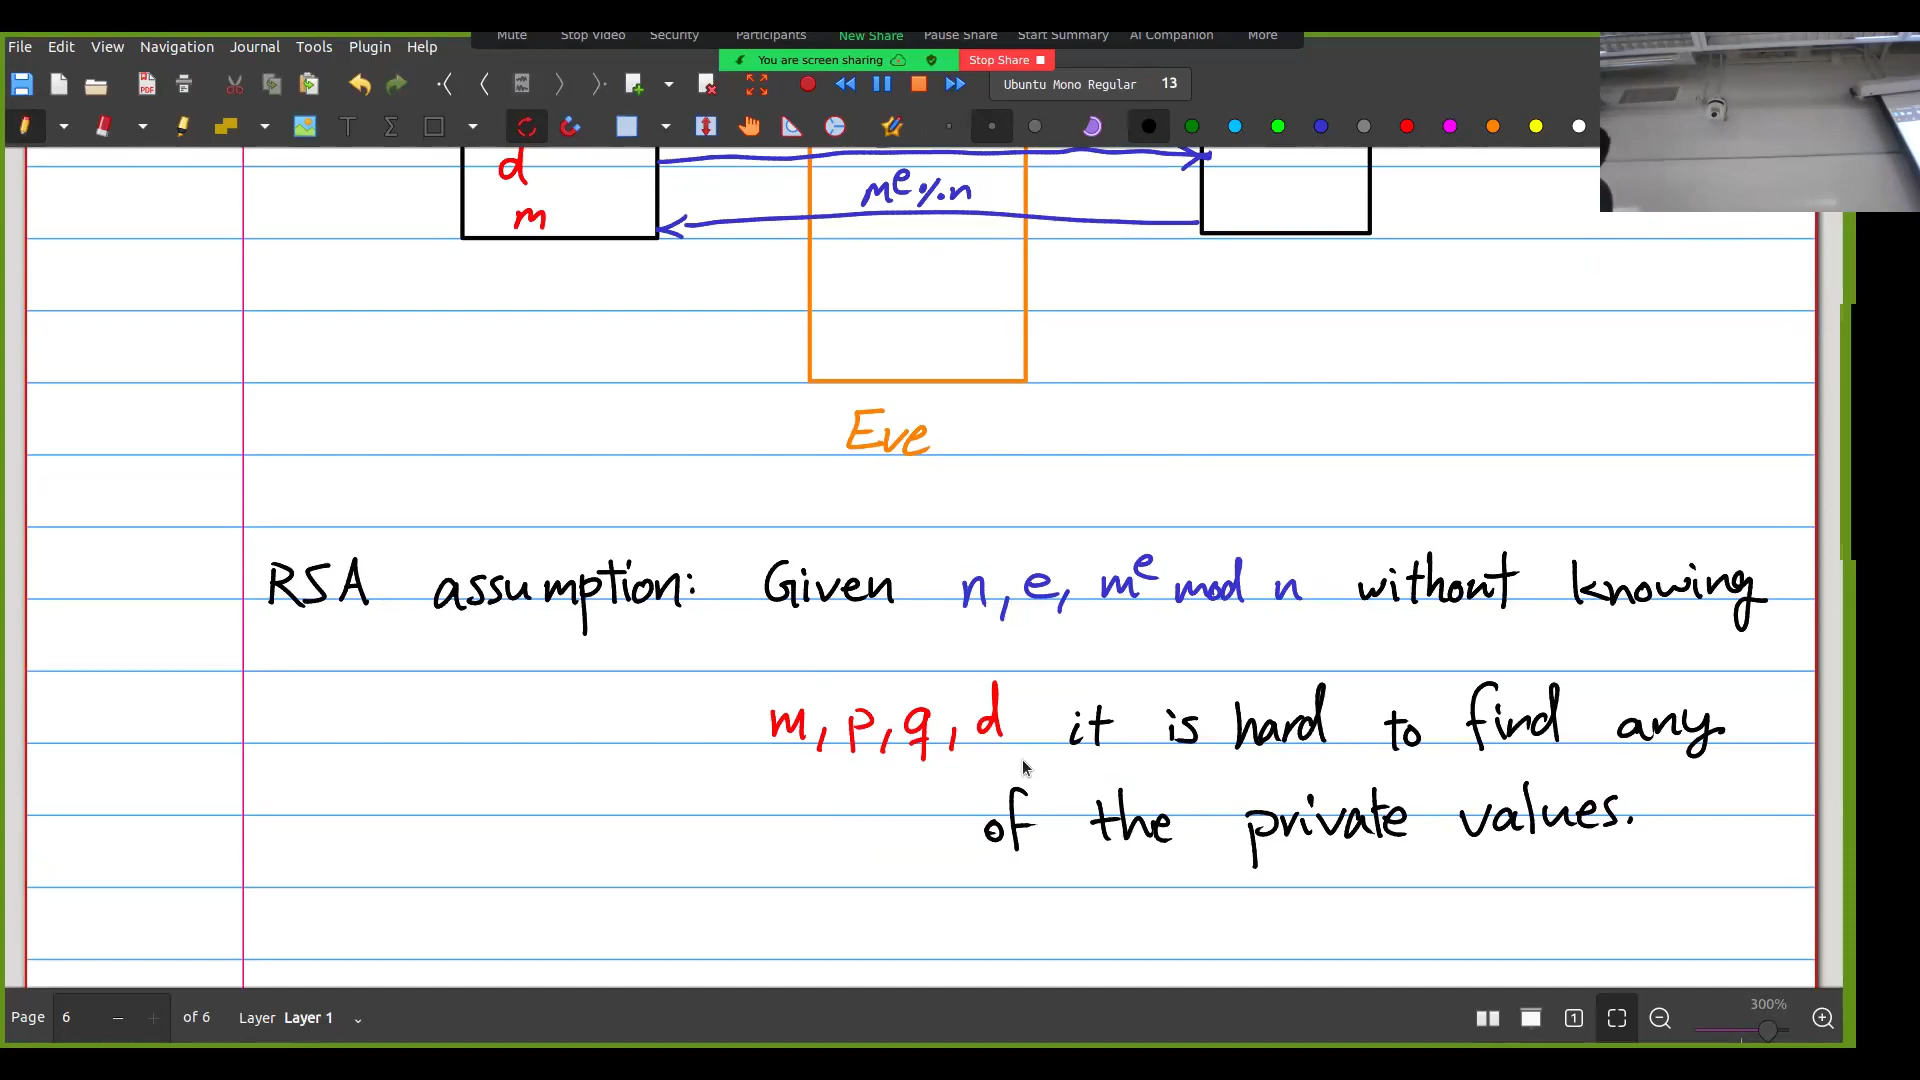 Mute Stop Video Security Participants New Share Pause Share Start Summary AI Companion More
File Edit View Navigation Journal Tools Plugin Help
You are screen sharing Stop Share
PDF Ubuntu Mono Regular 13
d
m^e % n
m
Eve
RSA assumption: Given n, e, m^e mod n without knowing
m, p, q, d it is hard to find any
of the private values.
Page 6 of 6 Layer Layer 1 1 300%